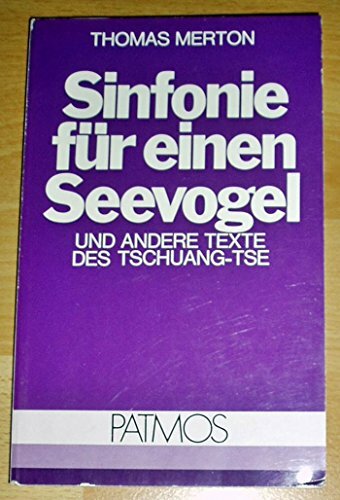 THOMAS MERTON
Sinfonie
für einen
Seevogel
UND ANDERE TEXTE
DES TSCHUANG-TSE
PATMOS